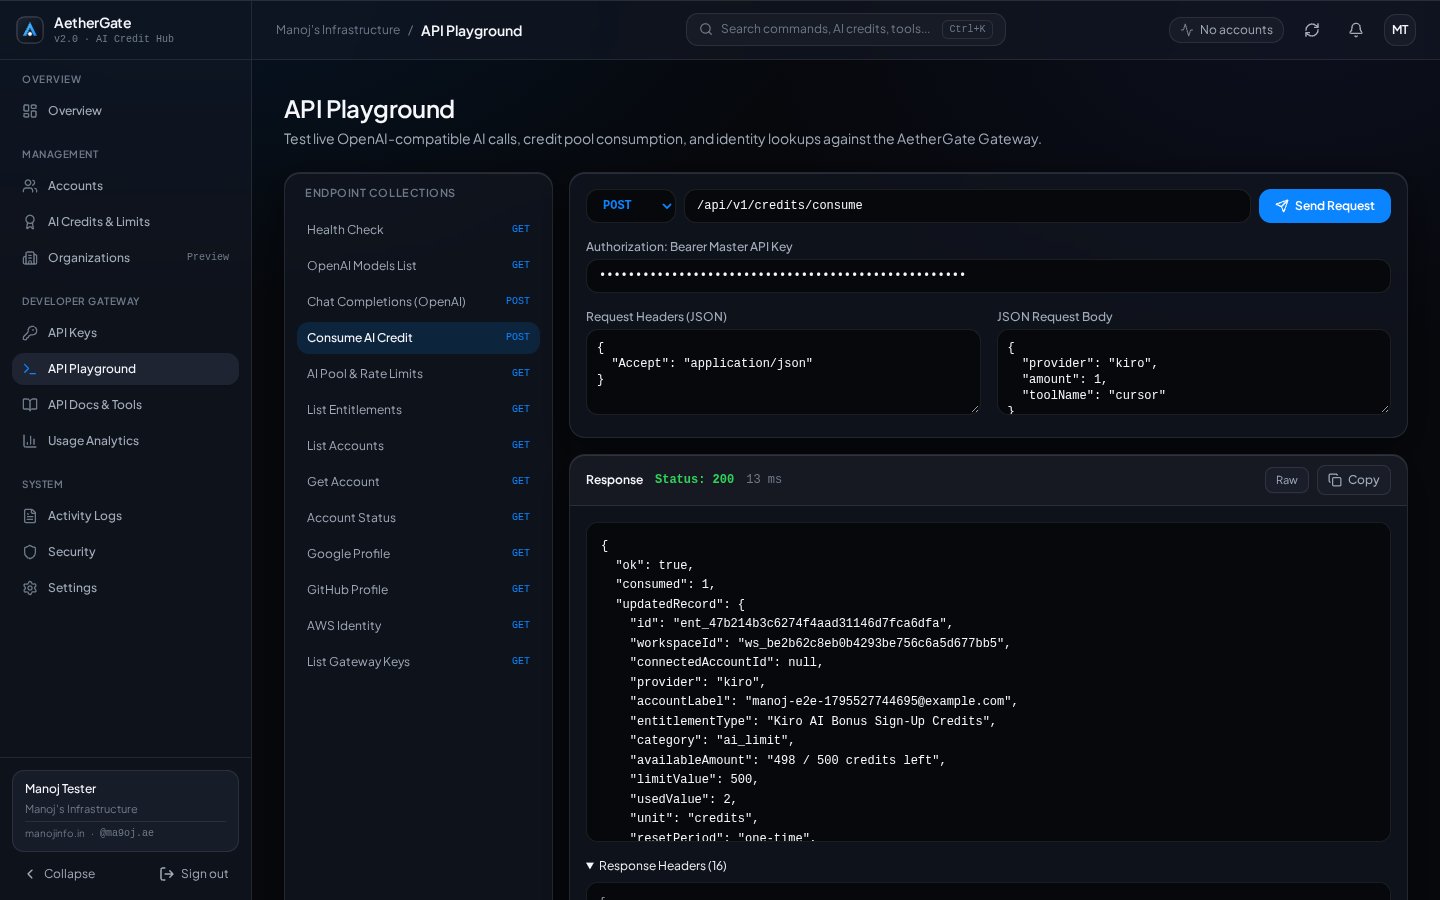 AetherGate
v2.0 · AI Credit Hub
OVERVIEW
Overview
MANAGEMENT
Accounts
AI Credits & Limits
Organizations Preview
DEVELOPER GATEWAY
API Keys
API Playground
API Docs & Tools
Usage Analytics
SYSTEM
Activity Logs
Security
Settings
Manoj Tester
Manoj's Infrastructure
manojinfo.in · @ma9oj.ae
Collapse Sign out
Manoj's Infrastructure / API Playground
Search commands, AI credits, tools... Ctrl+K
No accounts
MT
API Playground
Test live OpenAI-compatible AI calls, credit pool consumption, and identity lookups against the AetherGate Gateway.
ENDPOINT COLLECTIONS
Health Check GET
OpenAI Models List GET
Chat Completions (OpenAI) POST
Consume AI Credit POST
AI Pool & Rate Limits GET
List Entitlements GET
List Accounts GET
Get Account GET
Account Status GET
Google Profile GET
GitHub Profile GET
AWS Identity GET
List Gateway Keys GET
POST /api/v1/credits/consume Send Request
Authorization: Bearer Master API Key
Request Headers (JSON)
{
"Accept": "application/json"
}
JSON Request Body
{
"provider": "kiro",
"amount": 1,
"toolName": "cursor"
}
Response Status: 200 13 ms Raw Copy
{
"ok": true,
"consumed": 1,
"updatedRecord": {
"id": "ent_47b214b3c6274f4aad31146d7fca6dfa",
"workspaceId": "ws_be2b62c8eb0b4293be756c6a5d677bb5",
"connectedAccountId": null,
"provider": "kiro",
"accountLabel": "manoj-e2e-1795527744695@example.com",
"entitlementType": "Kiro AI Bonus Sign-Up Credits",
"category": "ai_limit",
"availableAmount": "498 / 500 credits left",
"limitValue": 500,
"usedValue": 2,
"unit": "credits",
"resetPeriod": "one-time",
Response Headers (16)
{